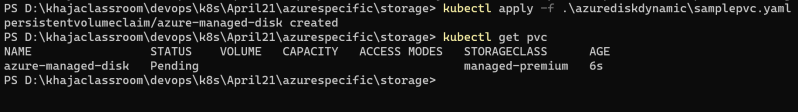 PS D:\khajaclassroom\devops\k8s\April21\azurespecific\storage> kubectl apply -f .\azurediskdynamic\samplepvc.yaml
persistentvolumeclaim/azure-managed-disk created
PS D:\khajaclassroom\devops\k8s\April21\azurespecific\storage> kubectl get pvc
NAME STATUS VOLUME CAPACITY ACCESS MODES STORAGECLASS AGE
azure-managed-disk Pending managed-premium 6s
PS D:\khajaclassroom\devops\k8s\April21\azurespecific\storage>